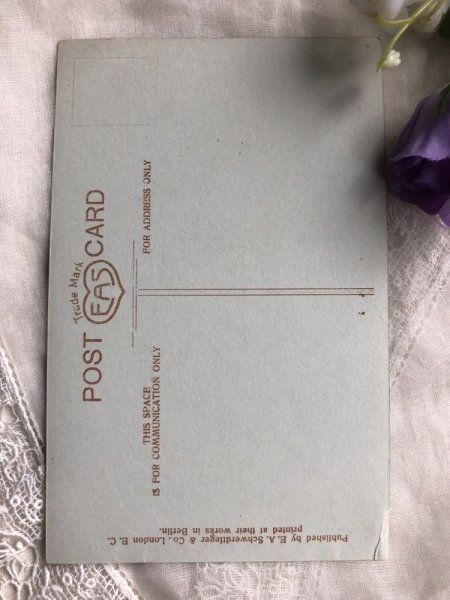 Trade Mark
POST EAS CARD
THIS SPACE
IS FOR COMMUNICATION ONLY
FOR ADDRESS ONLY
Published by E. A. Schwerdtfeger & Co., London E. C.
printed at their works in Berlin.